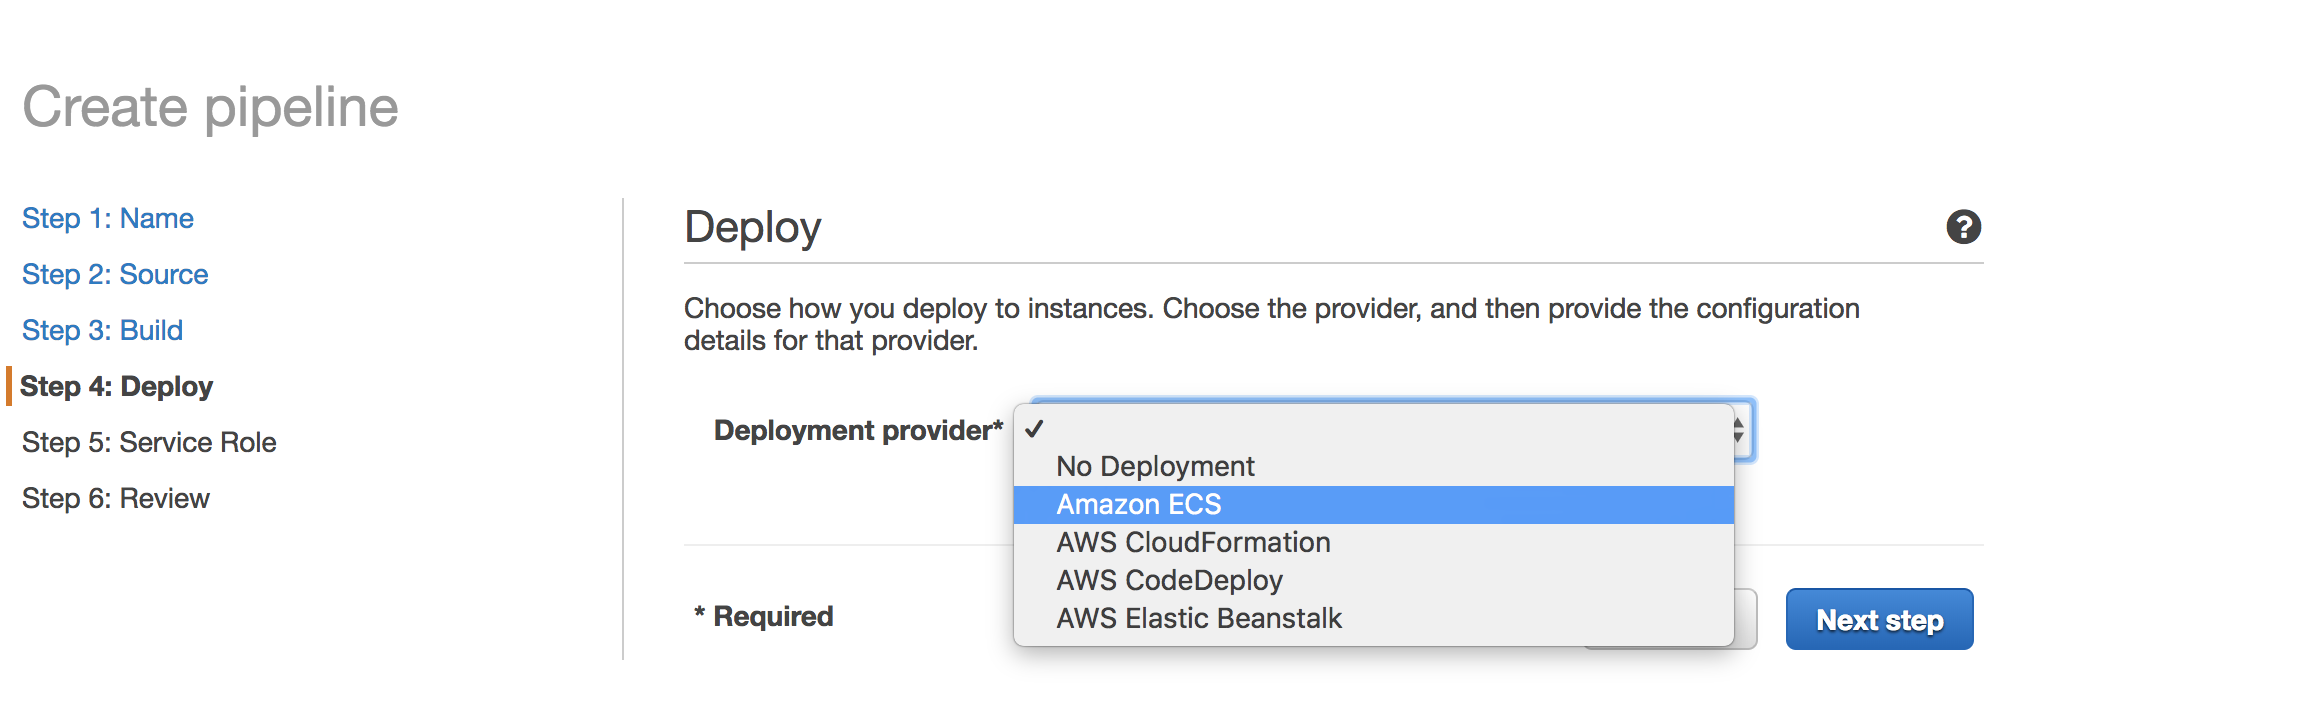 Create pipeline
Step 1: Name
Step 2: Source
Step 3: Build
Step 4: Deploy
Step 5: Service Role
Step 6: Review
Deploy
?
Choose how you deploy to instances. Choose the provider, and then provide the configuration
details for that provider.
Deployment provider*
✓
No Deployment
Amazon ECS
AWS CloudFormation
AWS CodeDeploy
AWS Elastic Beanstalk
* Required
Next step